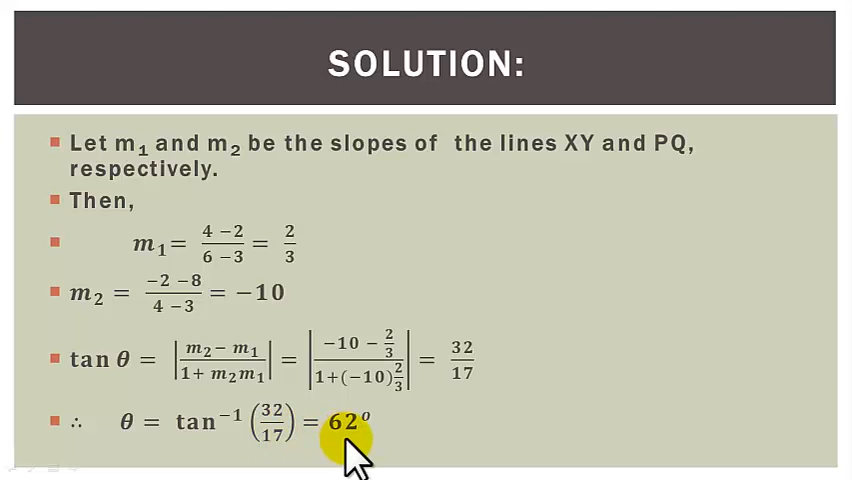 SOLUTION:
Let m₁ and m₂ be the slopes of the lines XY and PQ,
respectively.
Then,
m₁ = (4 − 2)/(6 − 3) = 2/3
m₂ = (−2 − 8)/(4 − 3) = −10
tan θ = |(m₂ − m₁)/(1 + m₂m₁)| = |(−10 − 2/3)/(1+(−10)2/3)| = 32/17
∴ θ = tan⁻¹(32/17) = 62°